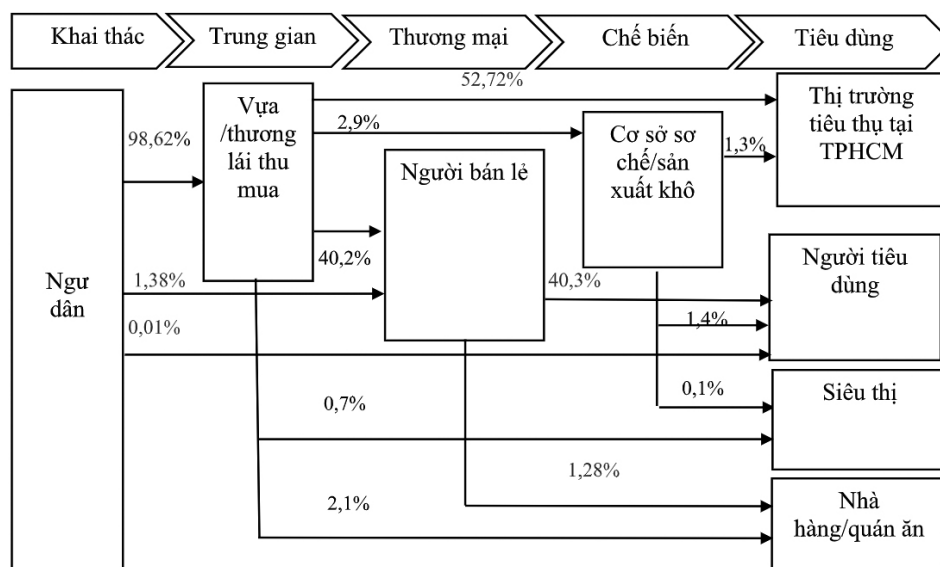 Khai thác
Trung gian
Thương mại
Chế biến
Tiêu dùng
52,72%
Vựa
/thương
lái thu
mua
Thị trường
tiêu thụ tại
TPHCM
98,62%
2,9%
Cơ sở sơ
chế/sản
xuất khô
1,3%
Người bán lẻ
40,2%
Ngư
dân
1,38%
40,3%
Người tiêu
dùng
0,01%
1,4%
0,7%
0,1%
Siêu thị
1,28%
2,1%
Nhà
hàng/quán ăn